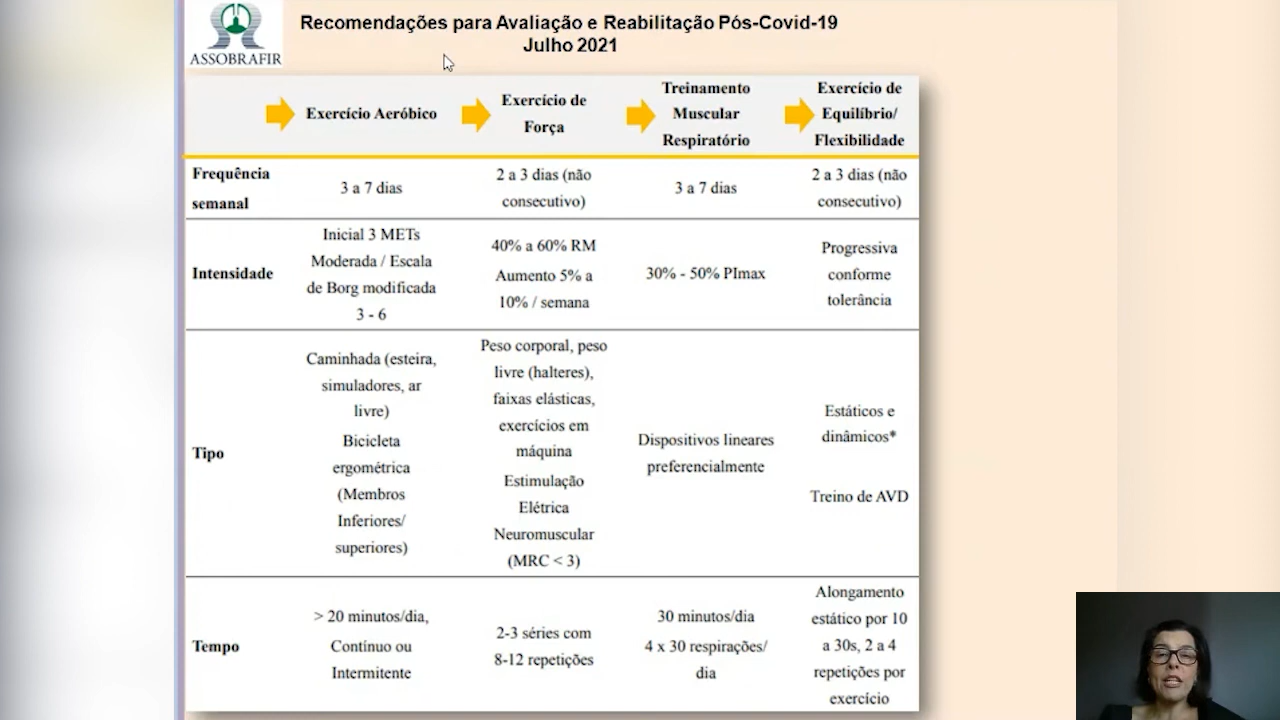 Recomendações para Avaliação e Reabilitação Pós-Covid-19
Julho 2021
ASSOBRAFIR
Exercício Aeróbico
Exercício de
Força
Treinamento
Muscular
Respiratório
Exercício de
Equilíbrio/
Flexibilidade
Frequência
semanal
3 a 7 dias
2 a 3 dias (não
consecutivo)
3 a 7 dias
2 a 3 dias (não
consecutivo)
Intensidade
Inicial 3 METs
Moderada / Escala
de Borg modificada
3 - 6
40% a 60% RM
Aumento 5% a
10% / semana
30% - 50% PImax
Progressiva
conforme
tolerância
Tipo
Caminhada (esteira,
simuladores, ar
livre)
Bicicleta
ergométrica
(Membros
Inferiores/
superiores)
Peso corporal, peso
livre (halteres),
faixas elásticas,
exercícios em
máquina
Estimulação
Elétrica
Neuromuscular
(MRC < 3)
Dispositivos lineares
preferencialmente
Estáticos e
dinâmicos*
Treino de AVD
Tempo
> 20 minutos/dia,
Contínuo ou
Intermitente
2-3 séries com
8-12 repetições
30 minutos/dia
4 x 30 respirações/
dia
Alongamento
estático por 10
a 30s, 2 a 4
repetições por
exercício